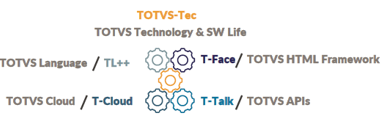 TOTVS-Tec
TOTVS Technology & SW Life
TOTVS Language / TL++
T-Face / TOTVS HTML Framework
TOTVS Cloud / T-Cloud
T-Talk / TOTVS APIs